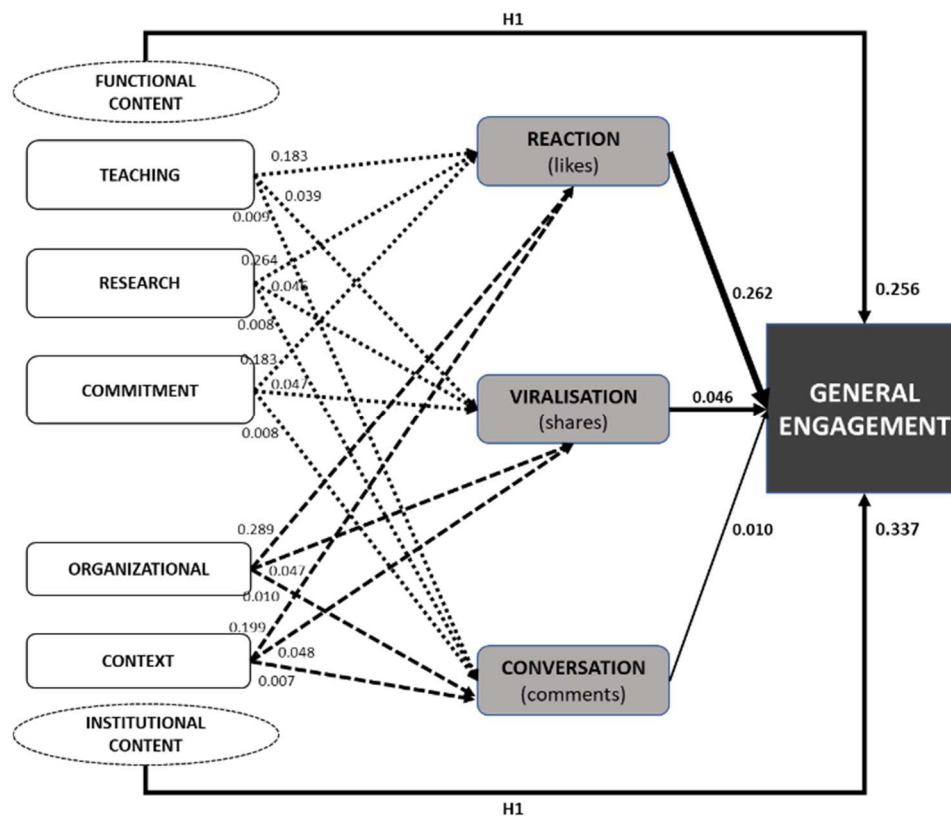 H1
FUNCTIONAL
CONTENT
TEACHING
0.183
0.039
0.009
REACTION
(likes)
RESEARCH
0.264
0.046
0.008
0.262
0.256
COMMITMENT
0.183
0.047
0.008
VIRALISATION
(shares)
0.046
GENERAL
ENGAGEMENT
ORGANIZATIONAL
0.289
0.047
0.010
0.010
0.337
CONTEXT
0.199
0.048
0.007
CONVERSATION
(comments)
INSTITUTIONAL
CONTENT
H1